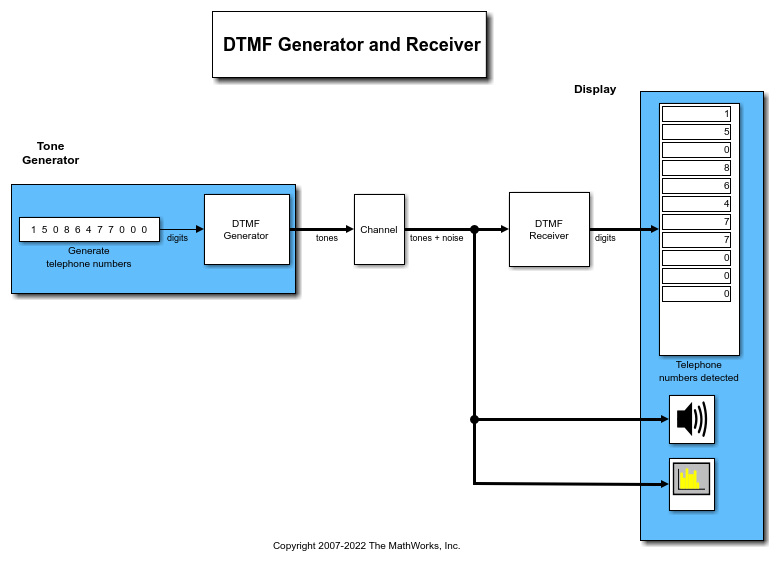 DTMF Generator and Receiver
Display
Tone
Generator
1 5 0 8 6 4 7 7 0 0 0
Generate
telephone numbers
digits
DTMF
Generator
tones
Channel
tones + noise
DTMF
Receiver
digits
1
5
0
8
6
4
7
7
0
0
0
Telephone
numbers detected
Copyright 2007-2022 The MathWorks, Inc.